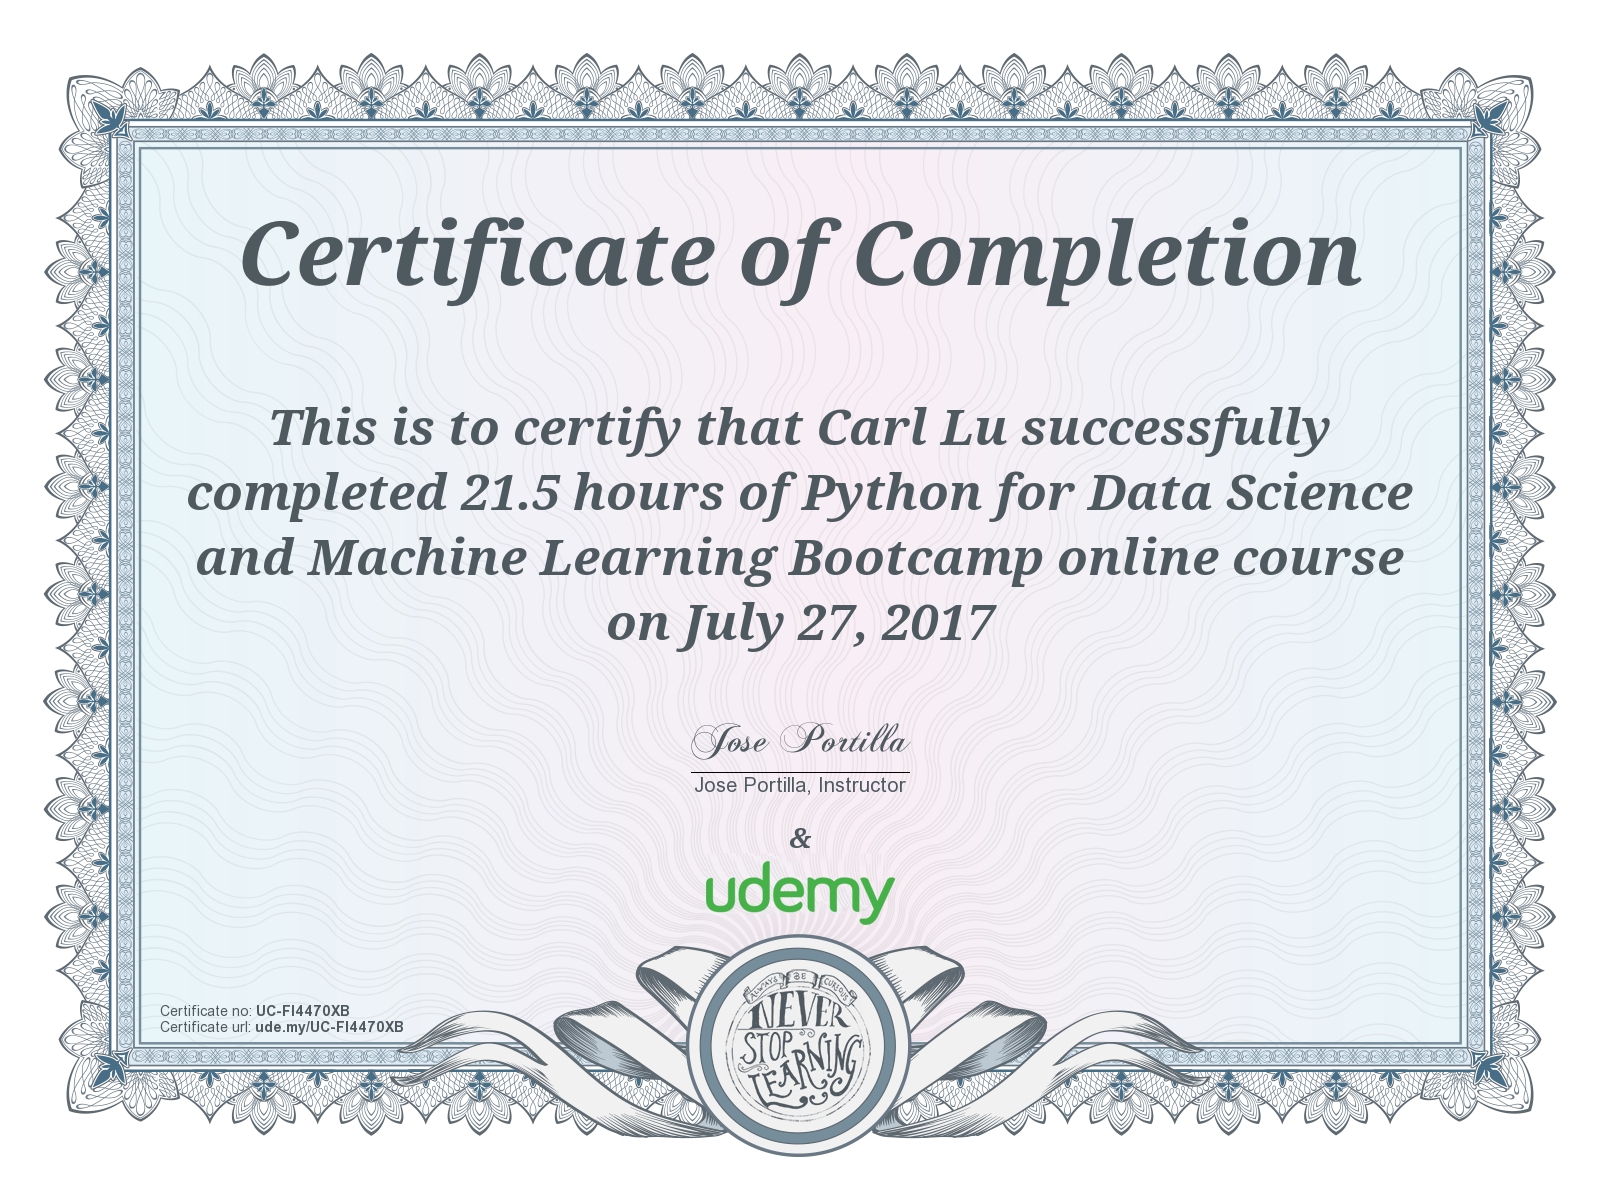 Certificate of Completion
This is to certify that Carl Lu successfully
completed 21.5 hours of Python for Data Science
and Machine Learning Bootcamp online course
on July 27, 2017
Jose Portilla
Jose Portilla, Instructor
&
udemy
Certificate no: UC-FI4470XB
Certificate url: ude.my/UC-FI4470XB
ALWAYS BE CURIOUS
NEVER
STOP
LEARNING